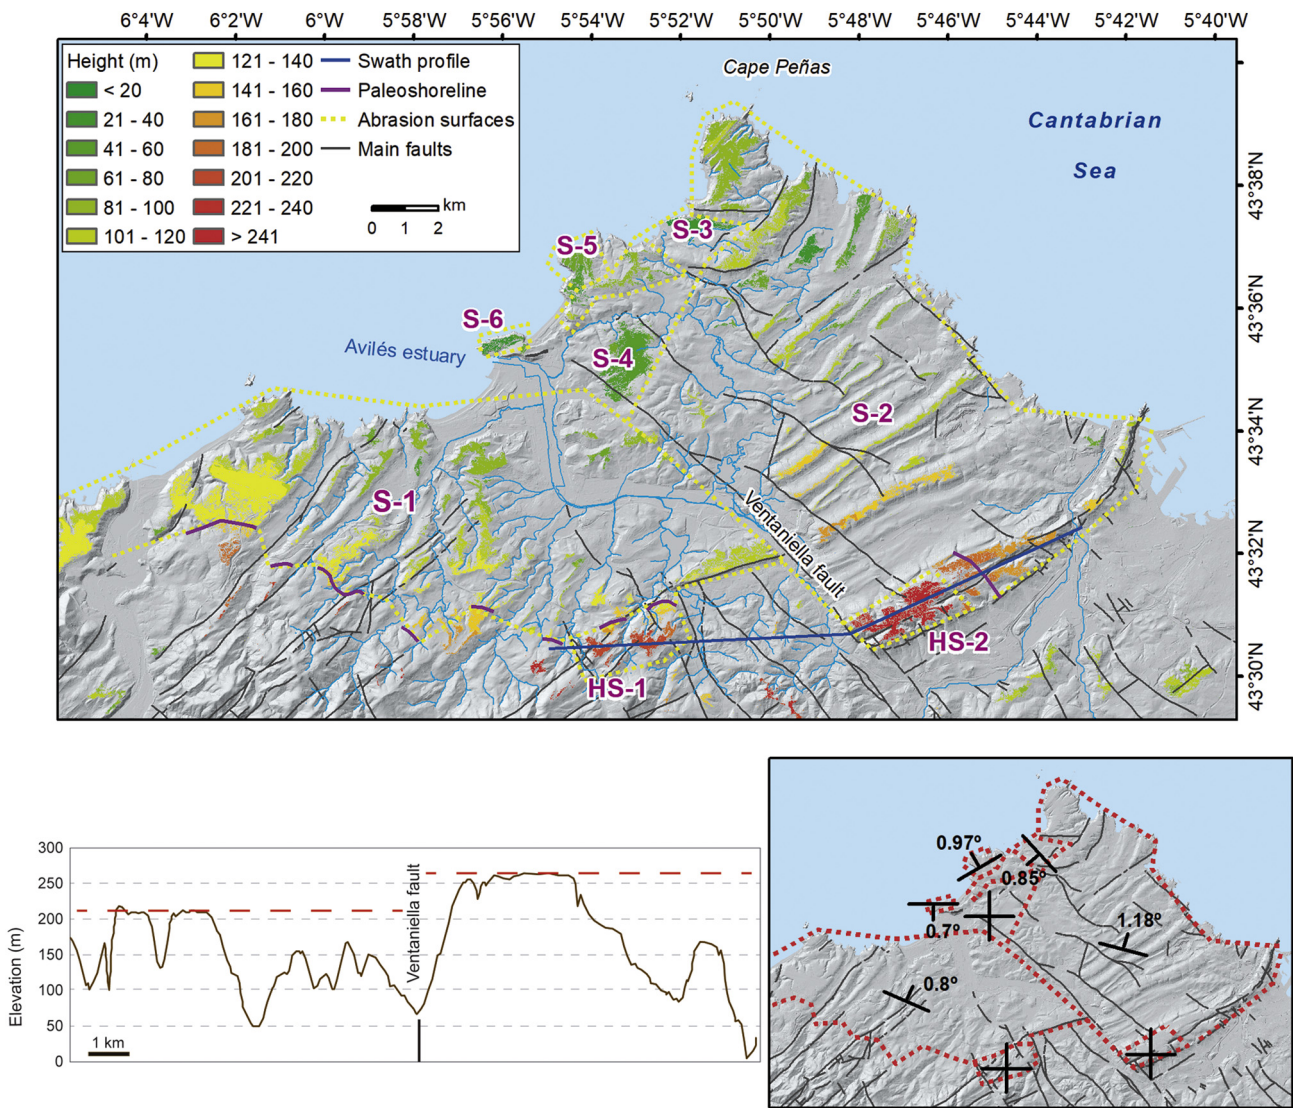 6°4'W 6°2'W 6°'W 5°58'W 5°56'W 5°54'W 5°52'W 5°50'W 5°48'W 5°46'W 5°44'W 5°42'W 5°40'W
Height (m)
< 20
21 - 40
41 - 60
61 - 80
81 - 100
101 - 120
121 - 140
141 - 160
161 - 180
181 - 200
201 - 220
221 - 240
> 241
Swath profile
Paleoshoreline
Abrasion surfaces
Main faults
km
0 1 2
Cape Peñas
Cantabrian
Sea
43°38'N
43°36'N
43°34'N
43°32'N
43°30'N
S-3
S-5
S-6
Avilés estuary
S-4
S-2
S-1
Ventaniella fault
HS-2
HS-1
Elevation (m)
300
250
200
150
100
50
0
Ventaniella fault
1 km
0.97º
0.85º
0.7º
1.18º
0.8º